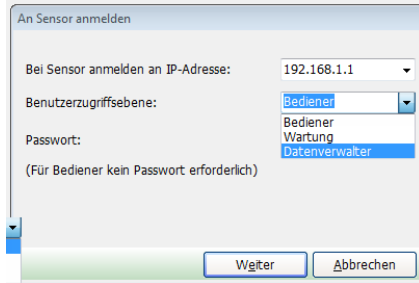 An Sensor anmelden
Bei Sensor anmelden an IP-Adresse: 192.168.1.1
Benutzerzugriffsebene: Bediener
Bediener
Wartung
Datenverwalter
Passwort:
(Für Bediener kein Passwort erforderlich)
Weiter Abbrechen